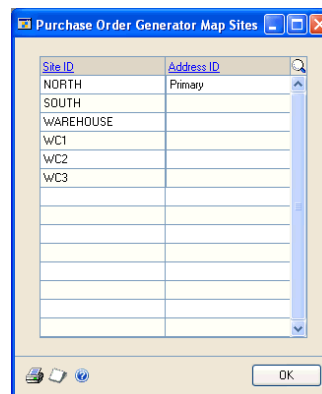 Purchase Order Generator Map Sites
Site ID Address ID
NORTH Primary
SOUTH
WAREHOUSE
WC1
WC2
WC3
OK